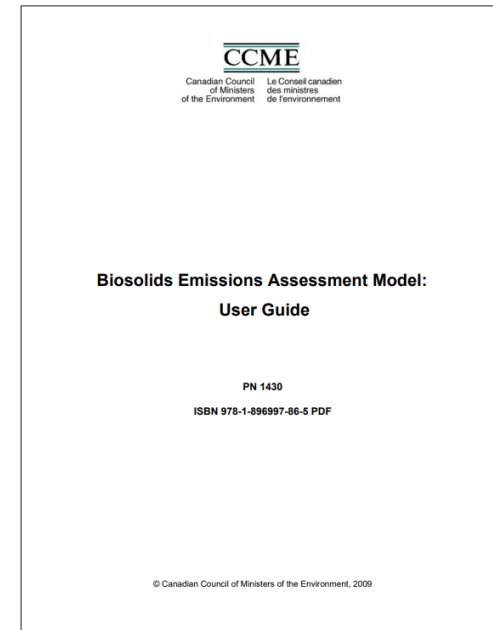 CCME
Canadian Council Le Conseil canadien
of Ministers des ministres
of the Environment de l'environnement
Biosolids Emissions Assessment Model:
User Guide
PN 1430
ISBN 978-1-896997-86-5 PDF
© Canadian Council of Ministers of the Environment, 2009